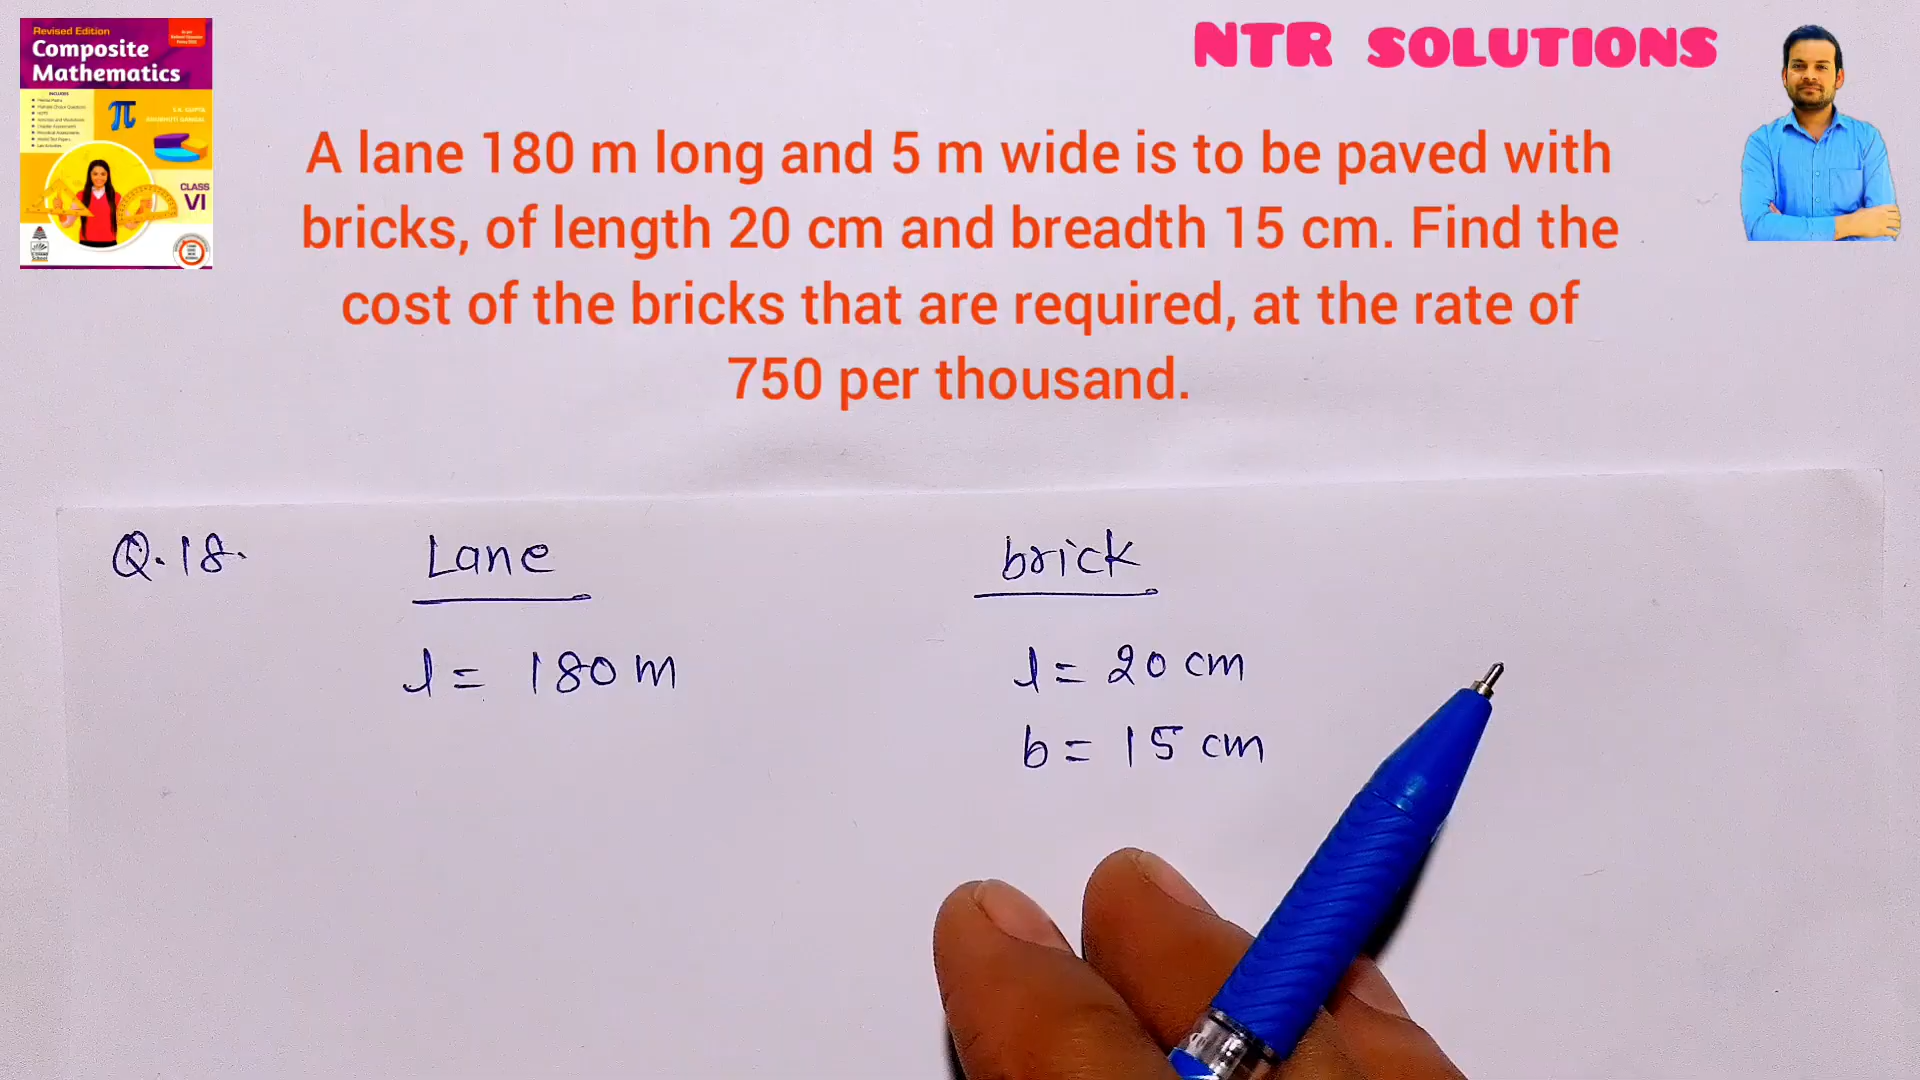 Revised Edition
Composite
Mathematics
INCLUDES
CLASS
VI
NTR SOLUTIONS
A lane 180 m long and 5 m wide is to be paved with
bricks, of length 20 cm and breadth 15 cm. Find the
cost of the bricks that are required, at the rate of
750 per thousand.
Q.18. Lane brick
l = 180 m l = 20 cm
b = 15 cm